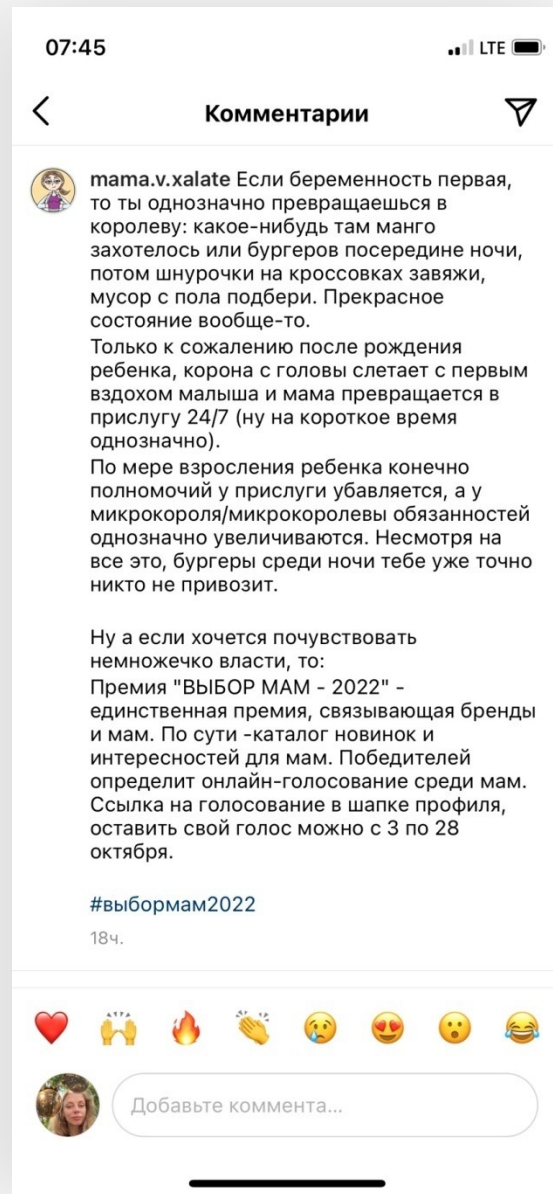 07:45
LTE
Комментарии
mama.v.xalate Если беременность первая,
то ты однозначно превращаешься в
королеву: какое-нибудь там манго
захотелось или бургеров посередине ночи,
потом шнурочки на кроссовках завяжи,
мусор с пола подбери. Прекрасное
состояние вообще-то.
Только к сожалению после рождения
ребенка, корона с головы слетает с первым
вздохом малыша и мама превращается в
прислугу 24/7 (ну на короткое время
однозначно).
По мере взросления ребенка конечно
полномочий у прислуги убавляется, а у
микрокороля/микрокоролевы обязанностей
однозначно увеличиваются. Несмотря на
все это, бургеры среди ночи тебе уже точно
никто не привозит.
Ну а если хочется почувствовать
немножечко власти, то:
Премия "ВЫБОР МАМ - 2022" -
единственная премия, связывающая бренды
и мам. По сути -каталог новинок и
интересностей для мам. Победителей
определит онлайн-голосование среди мам.
Ссылка на голосование в шапке профиля,
оставить свой голос можно с 3 по 28
октября.
#выбормам2022
18ч.
Добавьте коммента...